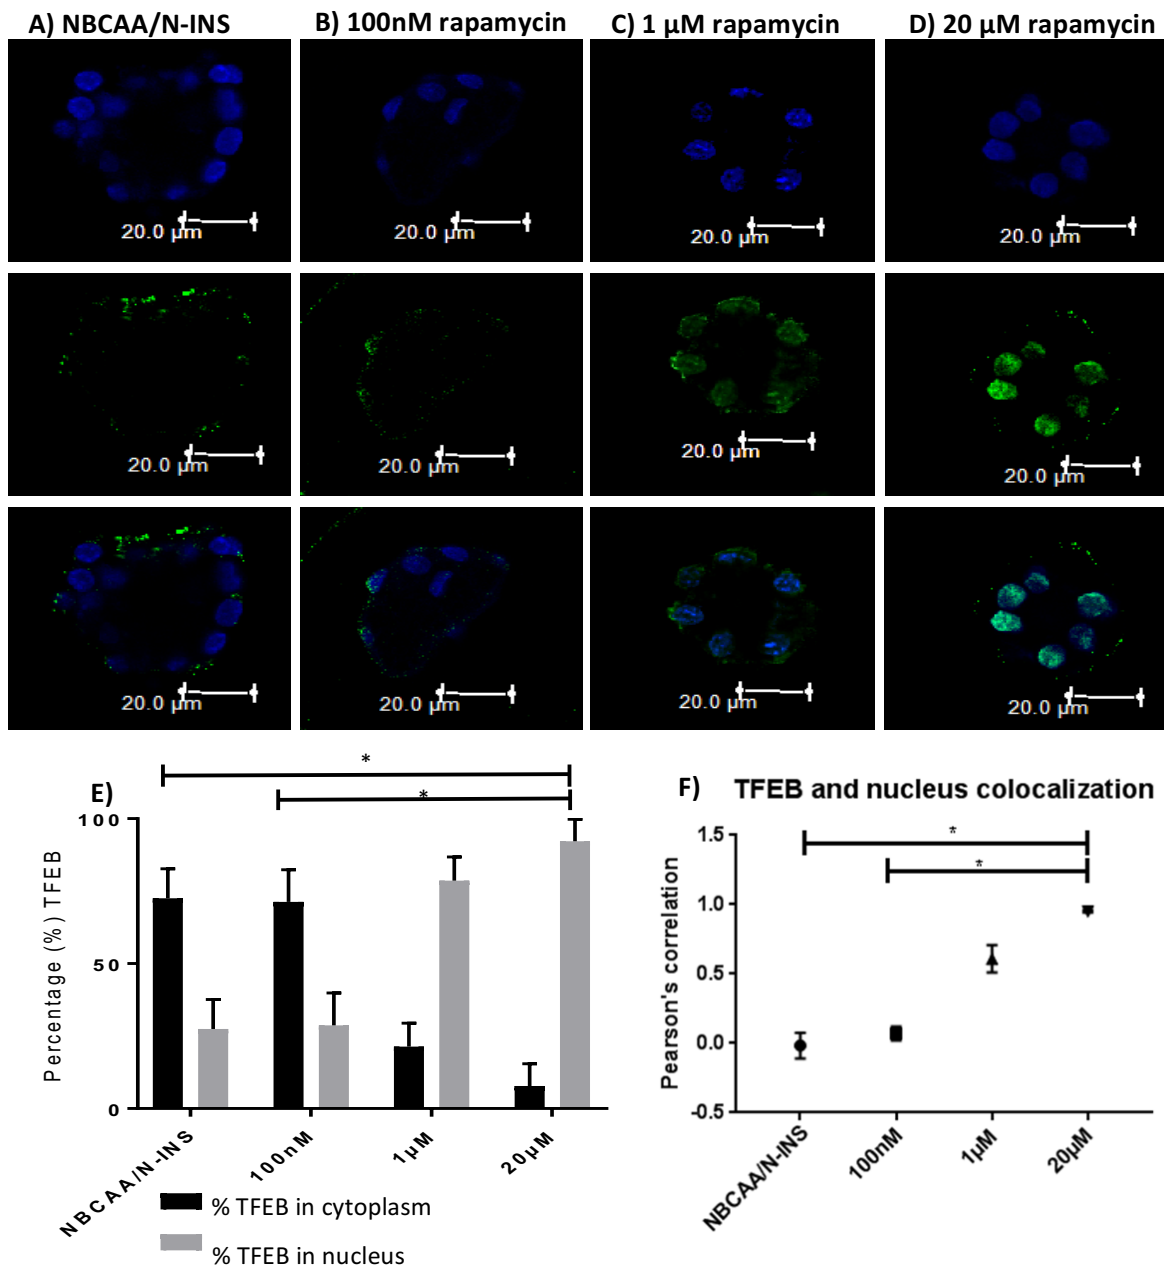 A) NBCAA/N-INS
B) 100nM rapamycin
C) 1 µM rapamycin
D) 20 µM rapamycin
20.0 µm
20.0 µm
20.0 µm
20.0 µm
20.0 µm
20.0 µm
20.0 µm
20.0 µm
20.0 µm
20.0 µm
20.0 µm
20.0 µm
E)
*
*
100
50
0
Percentage (%) TFEB
NBCAA/N-INS
100nM
1µM
20µM
% TFEB in cytoplasm
% TFEB in nucleus
F)
TFEB and nucleus colocalization
*
*
1.5
1.0
0.5
0.0
-0.5
Pearson's correlation
NBCAA/N-INS
100nM
1µM
20µM